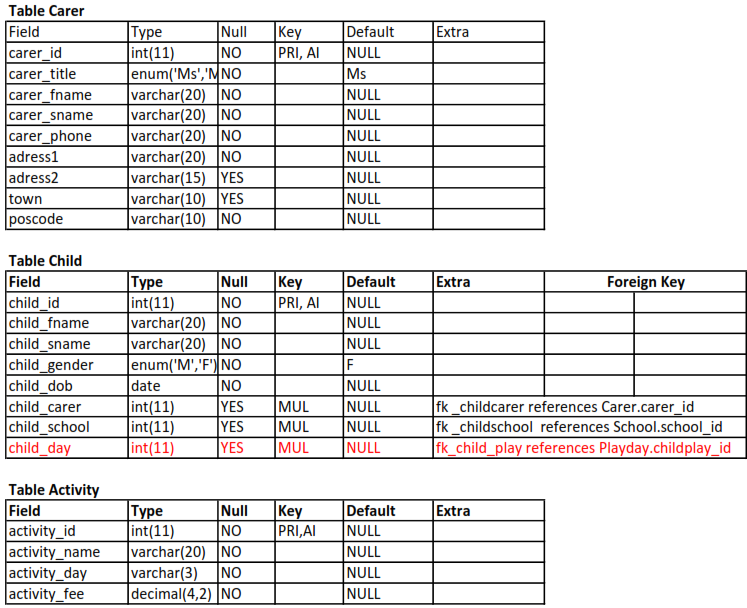 Table Carer
Field Type Null Key Default Extra
carer_id int(11) NO PRI, AI NULL
carer_title enum('Ms','M NO Ms
carer_fname varchar(20) NO NULL
carer_sname varchar(20) NO NULL
carer_phone varchar(20) NO NULL
adress1 varchar(20) NO NULL
adress2 varchar(15) YES NULL
town varchar(10) YES NULL
poscode varchar(10) NO NULL
Table Child
Field Type Null Key Default Extra Foreign Key
child_id int(11) NO PRI, AI NULL
child_fname varchar(20) NO NULL
child_sname varchar(20) NO NULL
child_gender enum('M','F') NO F
child_dob date NO NULL
child_carer int(11) YES MUL NULL fk _childcarer references Carer.carer_id
child_school int(11) YES MUL NULL fk _childschool references School.school_id
child_day int(11) YES MUL NULL fk_child_play references Playday.childplay_id
Table Activity
Field Type Null Key Default Extra
activity_id int(11) NO PRI,AI NULL
activity_name varchar(20) NO NULL
activity_day varchar(3) NO NULL
activity_fee decimal(4,2) NO NULL